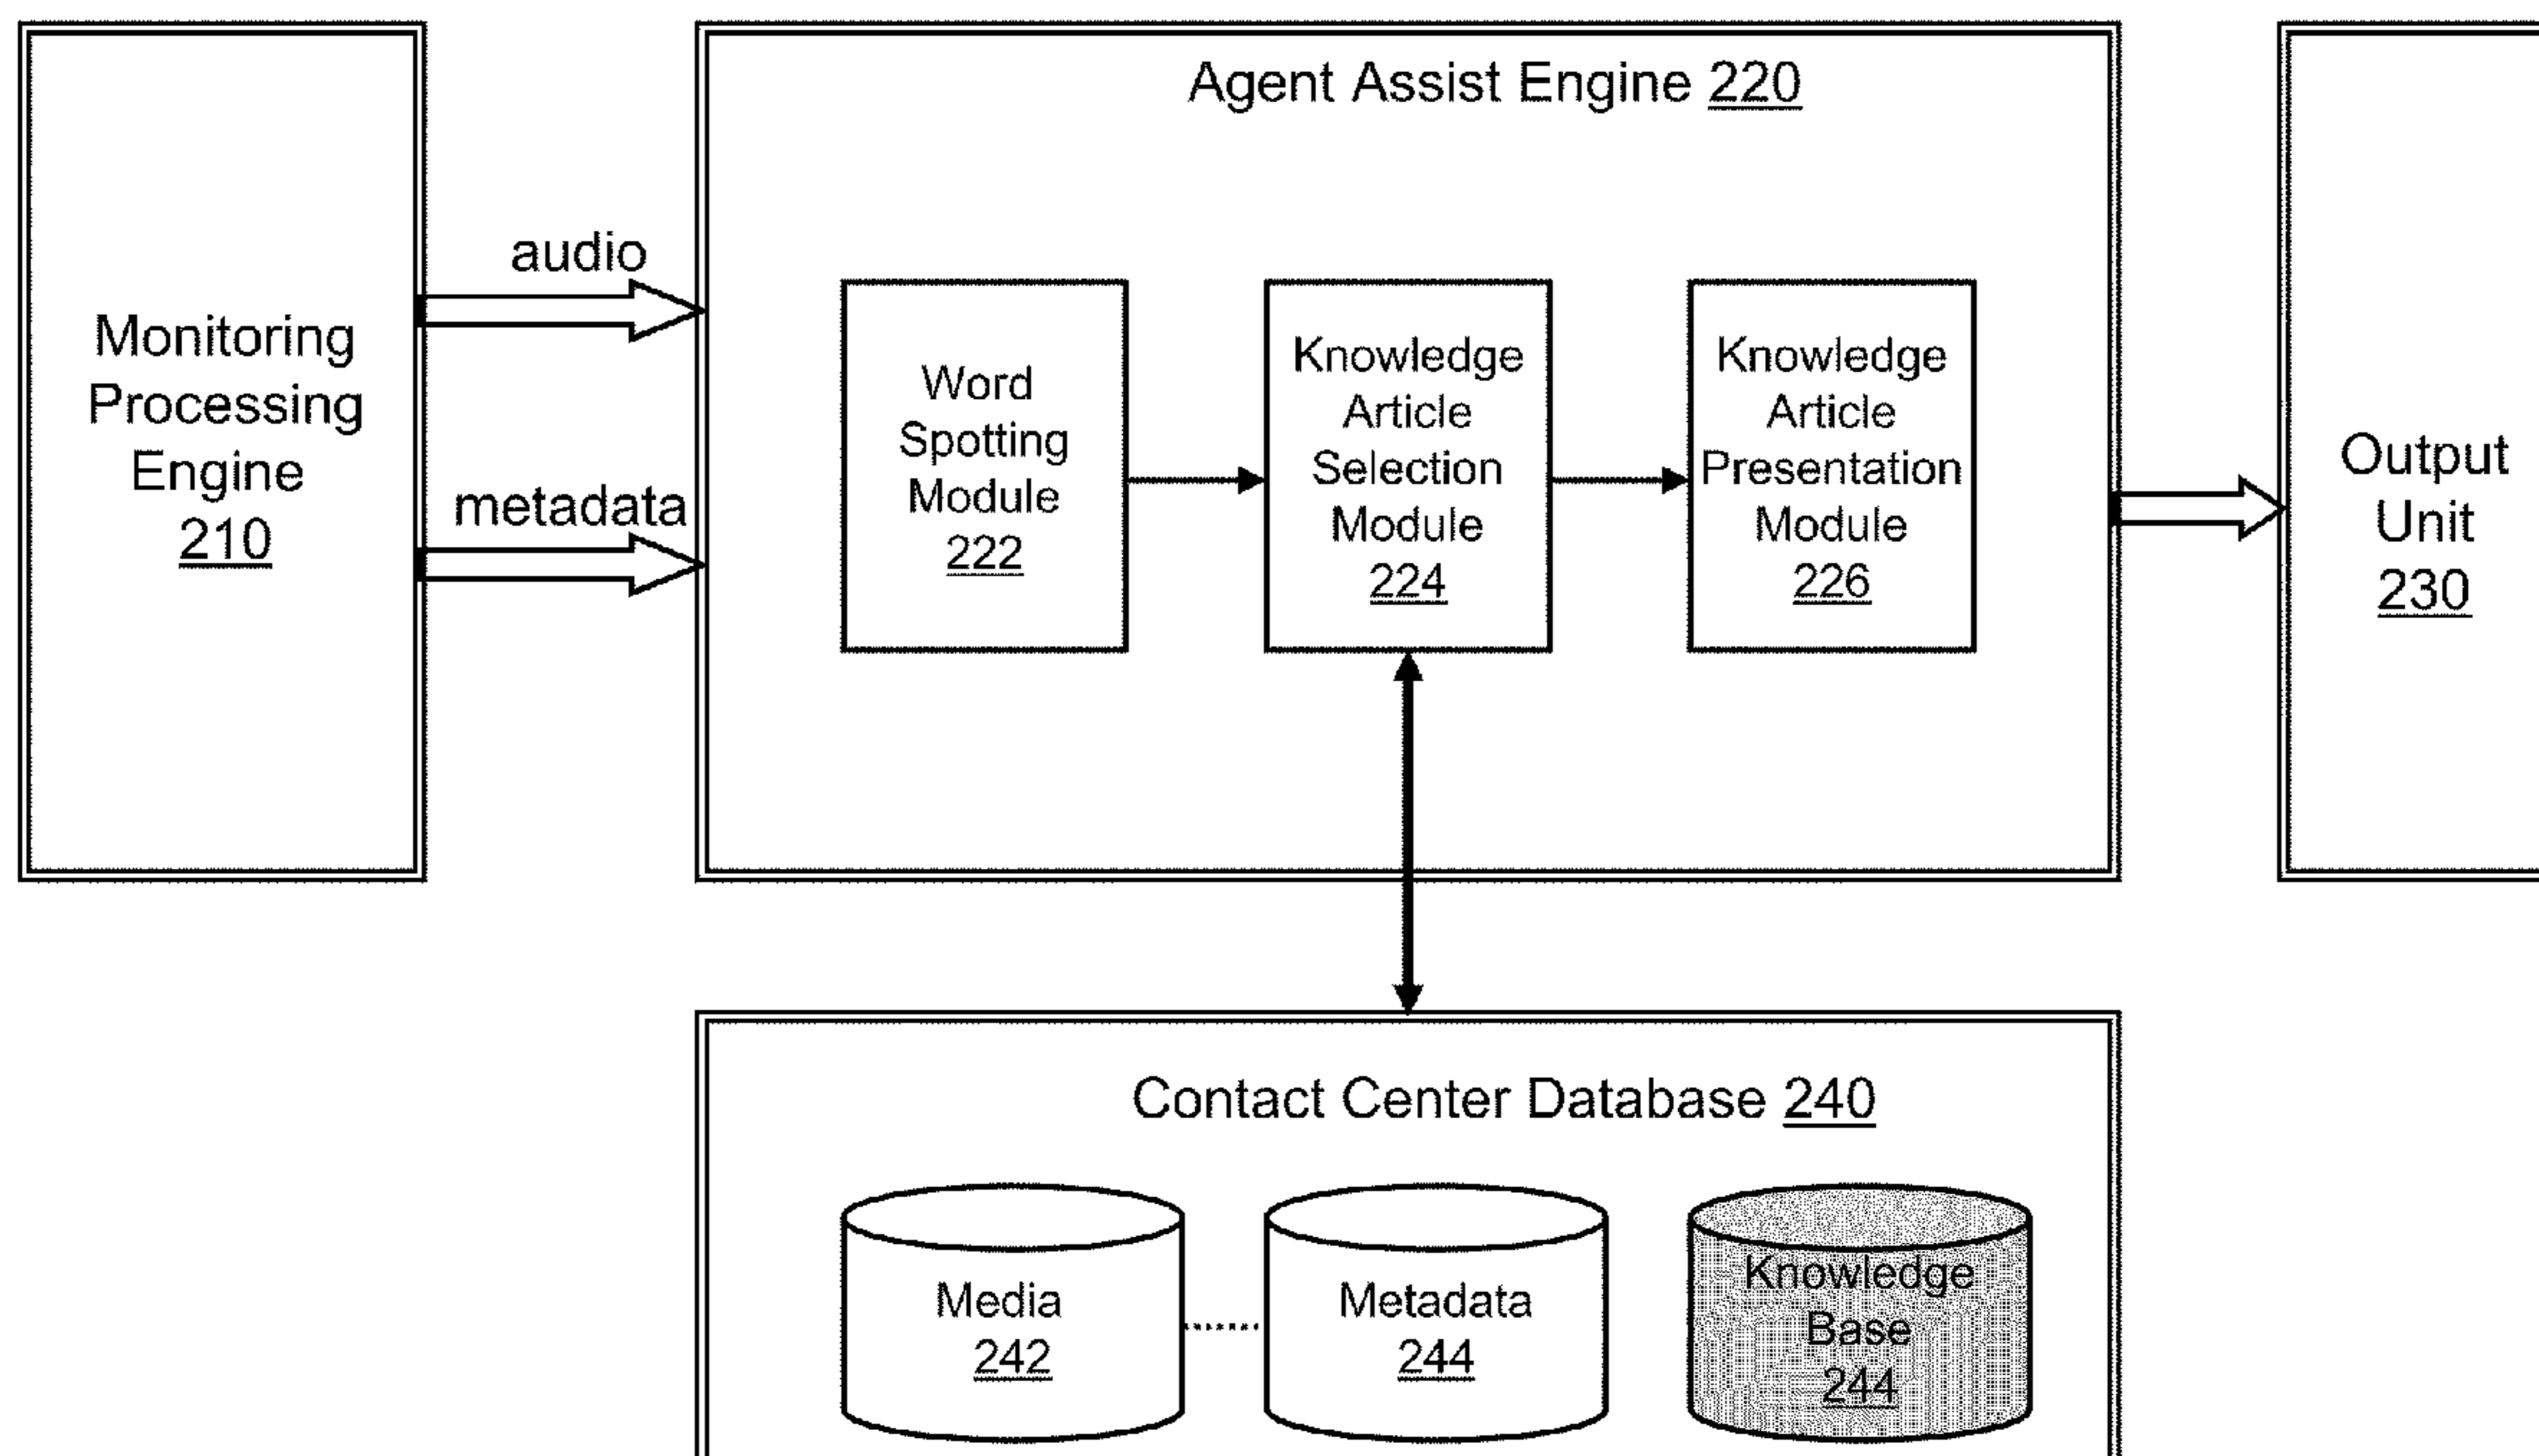 Monitoring
Processing
Engine
210
audio
metadata
Agent Assist Engine 220
Word
Spotting
Module
222
Knowledge
Article
Selection
Module
224
Knowledge
Article
Presentation
Module
226
Output
Unit
230
Contact Center Database 240
Media
242
Metadata
244
Knowledge
Base
244